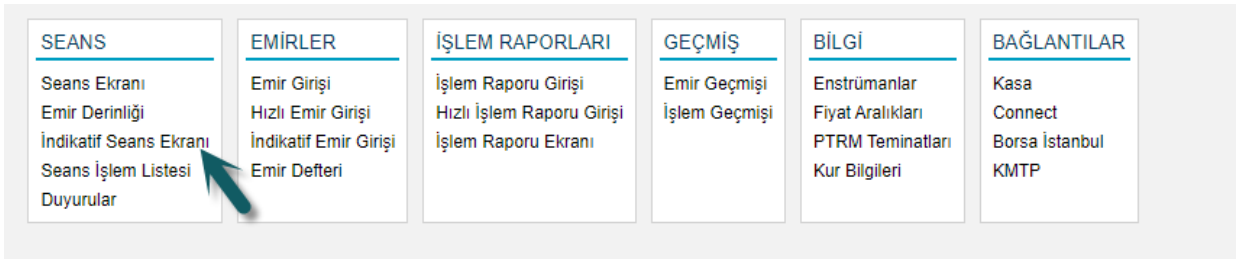 SEANS
Seans Ekranı
Emir Derinliği
İndikatif Seans Ekranı
Seans İşlem Listesi
Duyurular
EMİRLER
Emir Girişi
Hızlı Emir Girişi
İndikatif Emir Girişi
Emir Defteri
İŞLEM RAPORLARI
İşlem Raporu Girişi
Hızlı İşlem Raporu Girişi
İşlem Raporu Ekranı
GEÇMİŞ
Emir Geçmişi
İşlem Geçmişi
BİLGİ
Enstrümanlar
Fiyat Aralıkları
PTRM Teminatları
Kur Bilgileri
BAĞLANTILAR
Kasa
Connect
Borsa İstanbul
KMTP